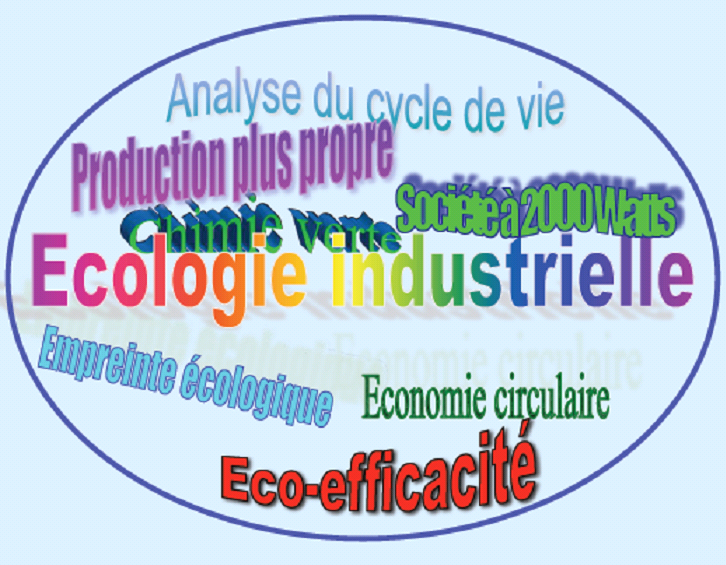 Analyse du cycle de vie
Production plus propre
Société à 2000 Watts
Chimie verte
Ecologie industrielle
Empreinte écologique
Economie circulaire
Eco-efficacité